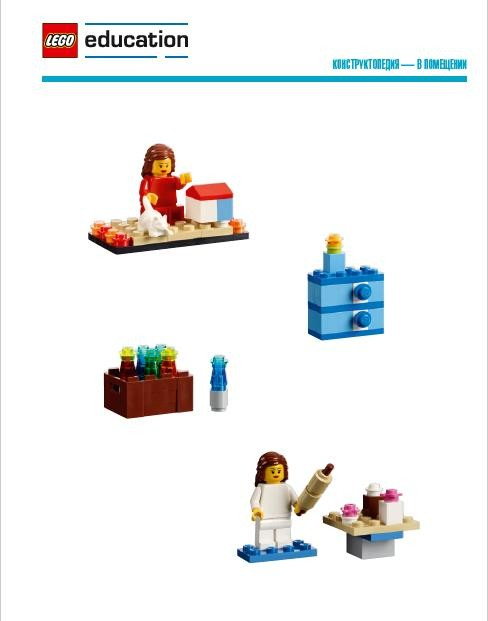 LEGO education
КОНСТРУКТОПЕДИЯ — В ПОМЕЩЕНИИ